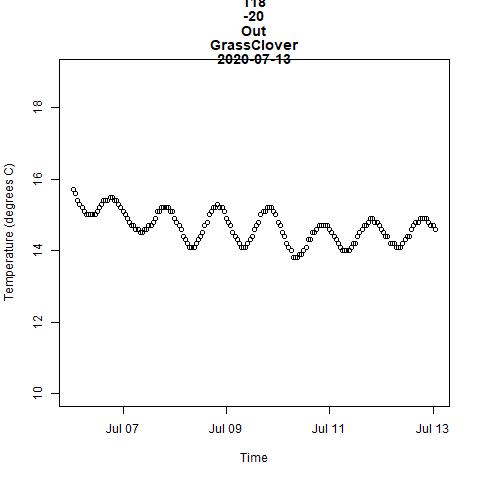 T18
-20
Out
GrassClover
2020-07-13
Temperature (degrees C)
18
16
14
12
10
Jul 07
Jul 09
Jul 11
Jul 13
Time